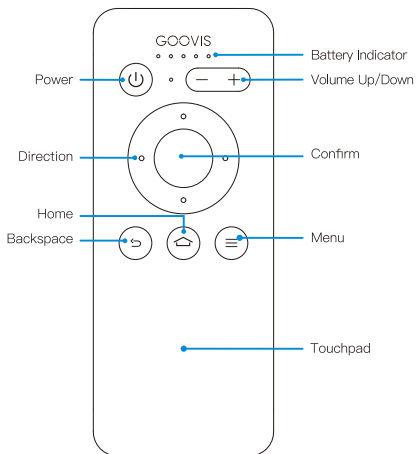 GOOVIS
Battery Indicator
Power
Volume Up/Down
Direction
Confirm
Home
Backspace
Menu
Touchpad